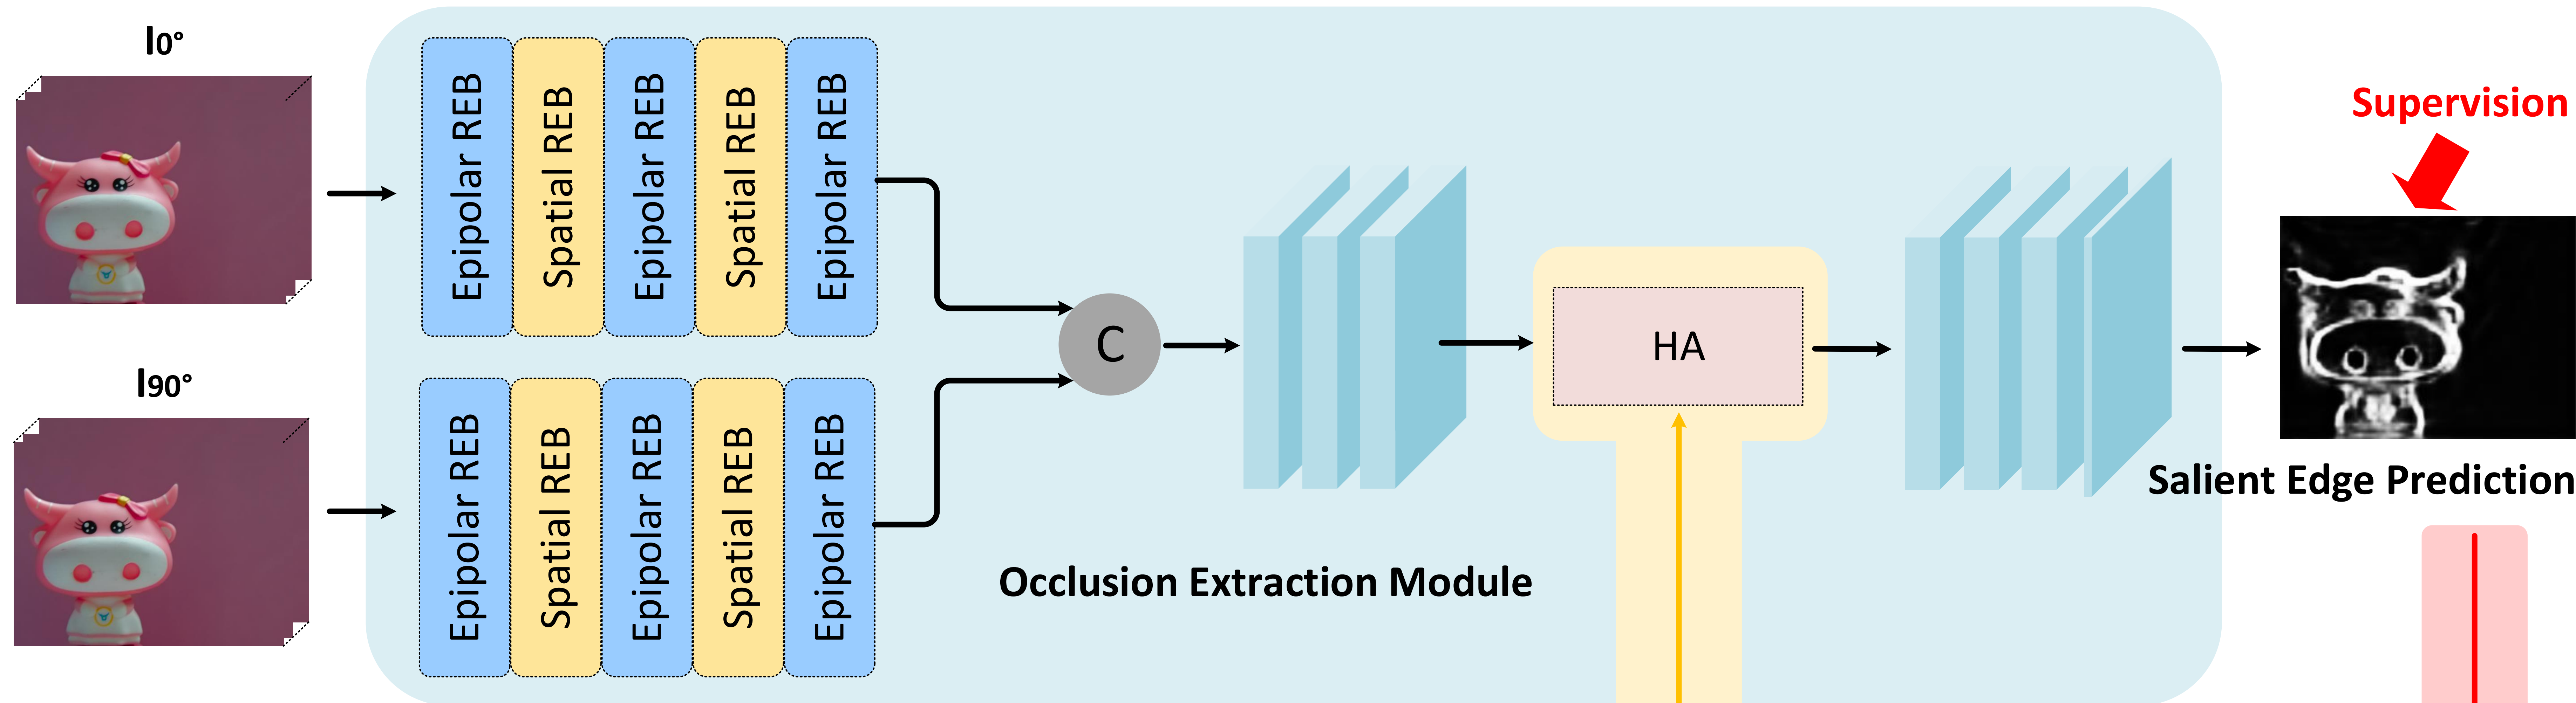 I0°
Epipolar REB
Spatial REB
Epipolar REB
Spatial REB
Epipolar REB
I90°
Epipolar REB
Spatial REB
Epipolar REB
Spatial REB
Epipolar REB
C
HA
Occlusion Extraction Module
Supervision
Salient Edge Prediction